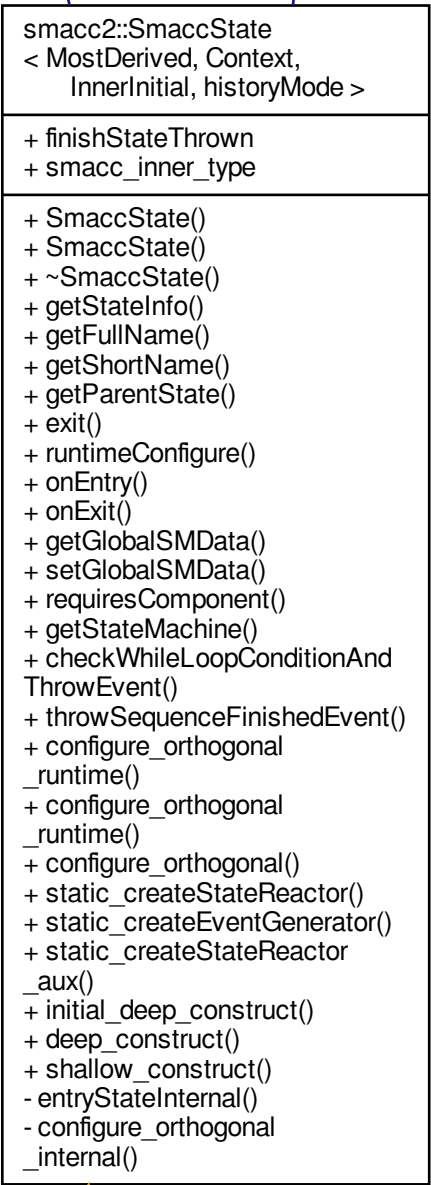 smacc2::SmaccState
< MostDerived, Context,
InnerInitial, historyMode >
+ finishStateThrown
+ smacc_inner_type
+ SmaccState()
+ SmaccState()
+ ~SmaccState()
+ getStateInfo()
+ getFullName()
+ getShortName()
+ getParentState()
+ exit()
+ runtimeConfigure()
+ onEntry()
+ onExit()
+ getGlobalSMData()
+ setGlobalSMData()
+ requiresComponent()
+ getStateMachine()
+ checkWhileLoopConditionAnd
ThrowEvent()
+ throwSequenceFinishedEvent()
+ configure_orthogonal
_runtime()
+ configure_orthogonal
_runtime()
+ configure_orthogonal()
+ static_createStateReactor()
+ static_createEventGenerator()
+ static_createStateReactor
_aux()
+ initial_deep_construct()
+ deep_construct()
+ shallow_construct()
- entryStateInternal()
- configure_orthogonal
_internal()